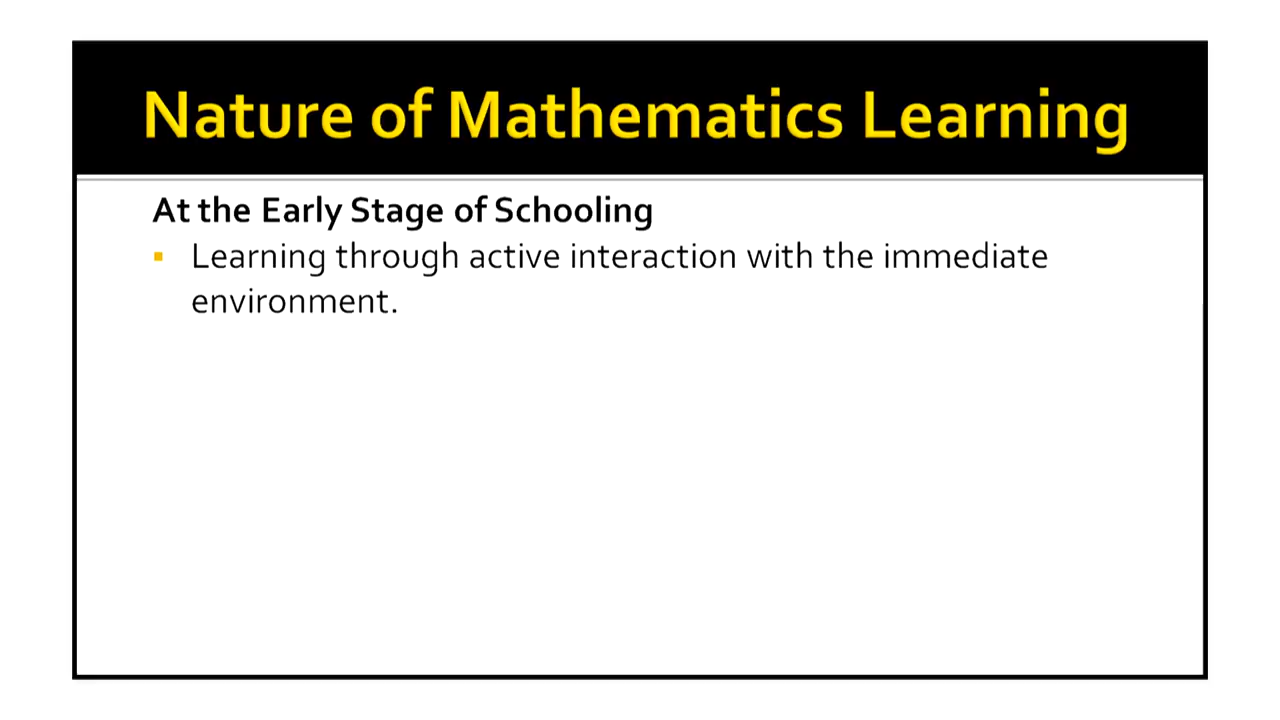 Nature of Mathematics Learning
At the Early Stage of Schooling
▪ Learning through active interaction with the immediate
environment.